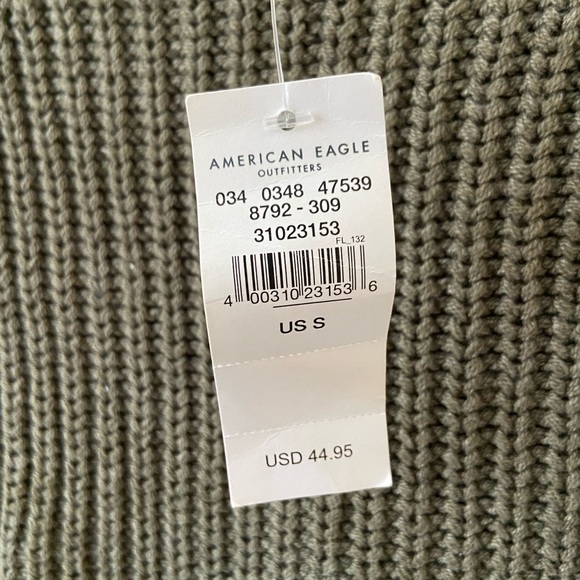 AMERICAN EAGLE
OUTFITTERS
034 0348 47539
8792 - 309
31023153
FL_132
4 00310 23153 6
US S
USD 44.95